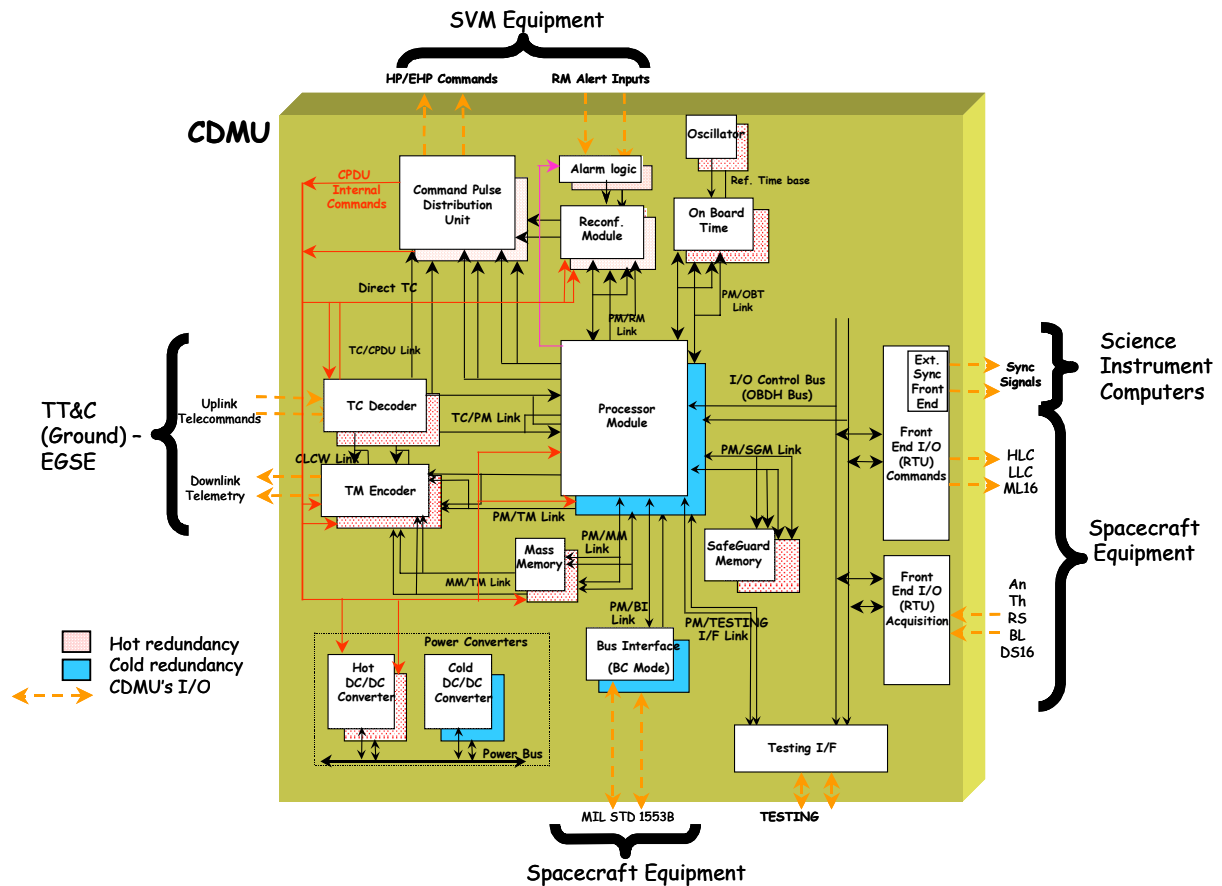 SVM Equipment
HP/EHP Commands
RM Alert Inputs
CDMU
Oscillator
Alarm logic
Ref. Time base
CPDU
Internal
Commands
Command Pulse
Distribution
Unit
Reconf.
Module
On Board
Time
Direct TC
PM/RM
Link
PM/OBT
Link
TC/CPDU Link
TT&C
(Ground) –
EGSE
Uplink
Telecommands
TC Decoder
TC/PM Link
Processor
Module
I/O Control Bus
(OBDH Bus)
Ext.
Sync
Front
End
Sync
Signals
Science
Instrument
Computers
Front
End I/O
(RTU)
Commands
HLC
LLC
ML16
CLCW Link
Downlink
Telemetry
TM Encoder
PM/SGM Link
PM/TM Link
PM/MM
Link
Mass
Memory
MM/TM Link
SafeGuard
Memory
Spacecraft
Equipment
Front
End I/O
(RTU)
Acquisition
An
Th
RS
BL
DS16
PM/BI
Link
PM/TESTING
I/F Link
Bus Interface
(BC Mode)
Hot redundancy
Cold redundancy
CDMU's I/O
Power Converters
Hot
DC/DC
Converter
Cold
DC/DC
Converter
Power Bus
Testing I/F
MIL STD 1553B
TESTING
Spacecraft Equipment